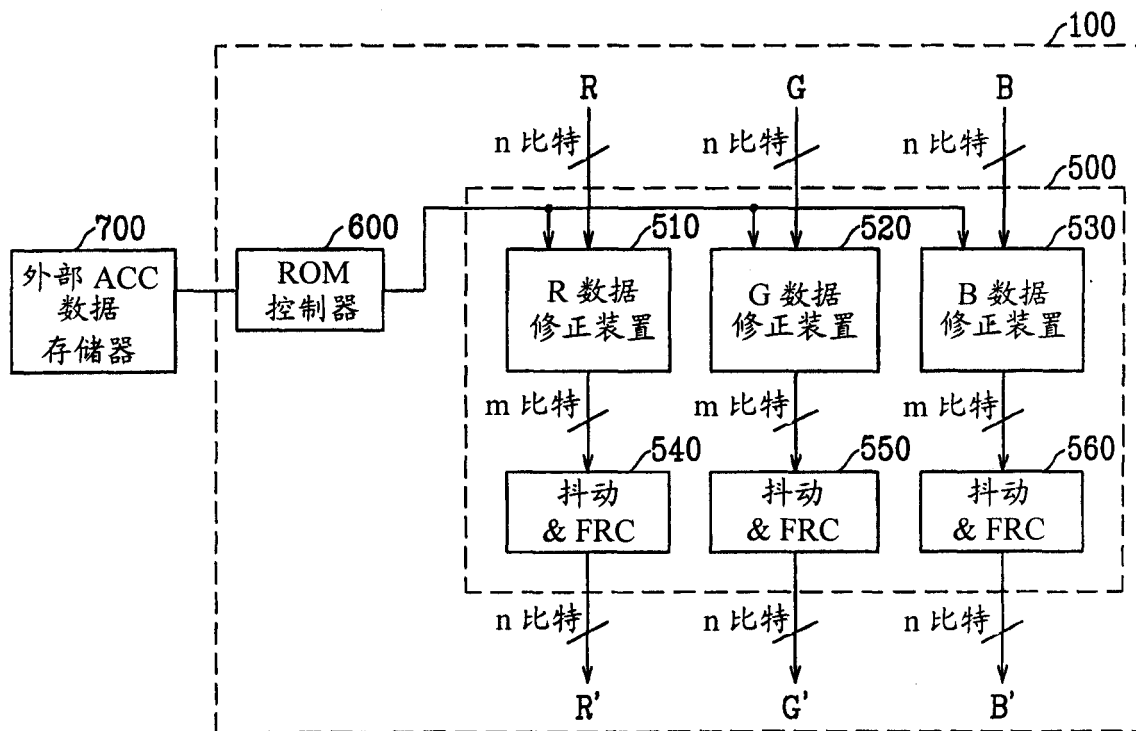 100
R G B
n 比特 n 比特 n 比特
500
700 600 510 520 530
外部 ACC
数据
存储器
ROM
控制器
R 数据
修正装置
G 数据
修正装置
B 数据
修正装置
m 比特 m 比特 m 比特
540 550 560
抖动
& FRC
抖动
& FRC
抖动
& FRC
n 比特 n 比特 n 比特
R' G' B'